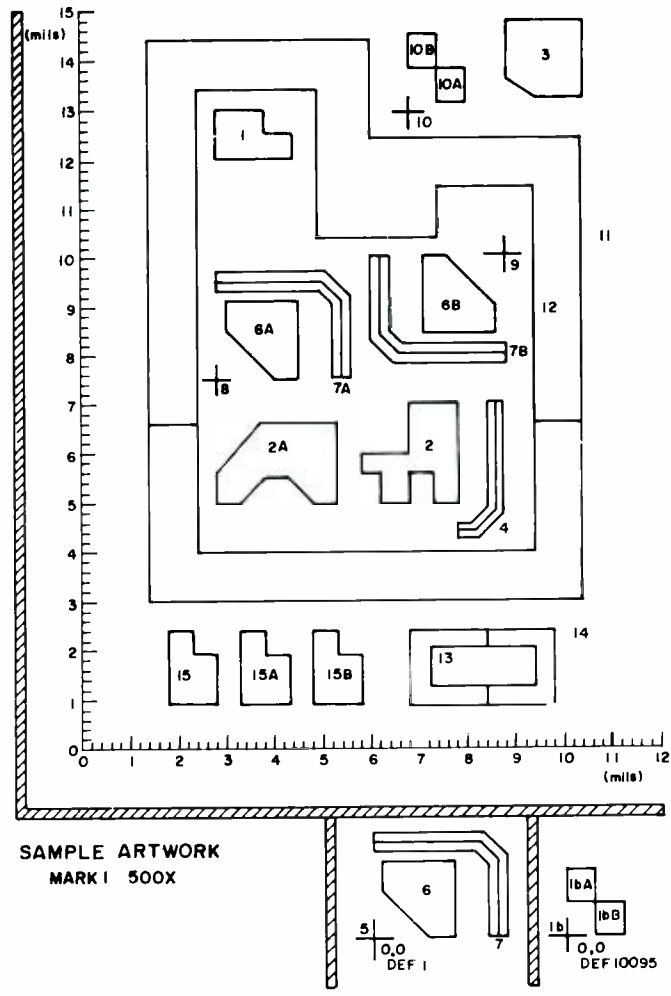 15
(mils)
14
13
12
11
10
9
8
7
6
5
4
3
2
1
0
0 1 2 3 4 5 6 7 8 9 10 11 12
(mils)
10B
10A
3
10
1
11
9
6B
12
6A
7B
8
7A
2A
2
4
14
13
15
15A
15B
SAMPLE ARTWORK
MARK I 500X
6
5
0,0
7
DEF 1
1bA
1bB
1b
0,0
DEF 10095